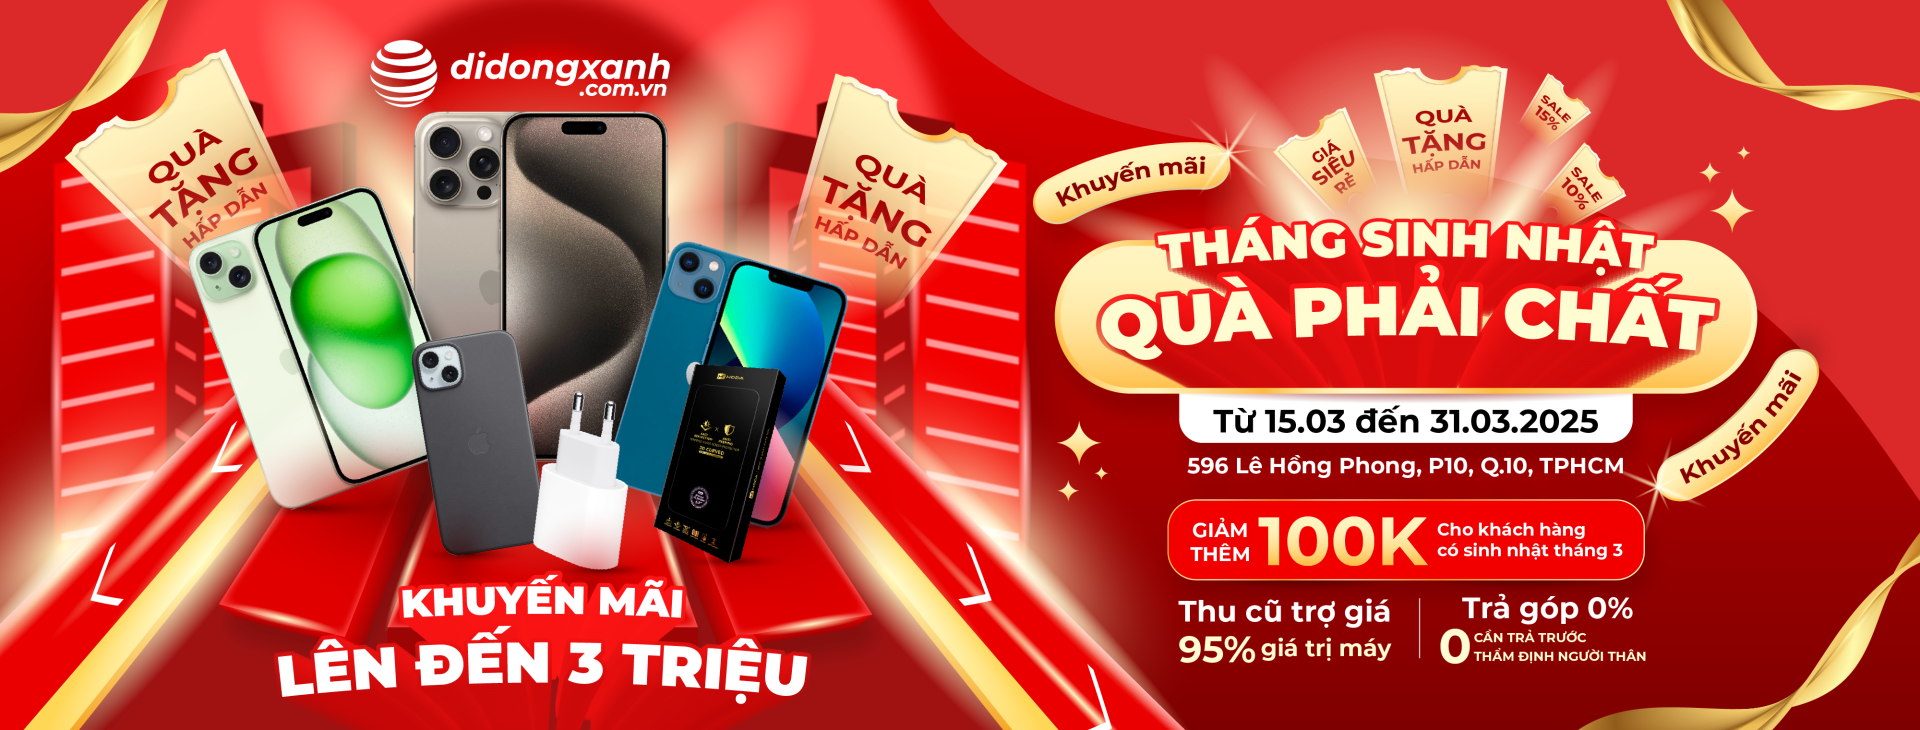 didongxanh
.com.vn
QUÀ
TẶNG
HẤP DẪN
QUÀ
TẶNG
HẤP DẪN
KHUYẾN MÃI
LÊN ĐẾN 3 TRIỆU
Khuyến mãi
GIÁ
SIÊU
RẺ
QUÀ
TẶNG
HẤP DẪN
SALE
15%
SALE
10%
THÁNG SINH NHẬT
QUÀ PHẢI CHẤT
Khuyến mãi
Từ 15.03 đến 31.03.2025
596 Lê Hồng Phong, P10, Q.10, TPHCM
GIẢM
THÊM
100K
Cho khách hàng
có sinh nhật tháng 3
Thu cũ trợ giá
95% giá trị máy
Trả góp 0%
0 CẦN TRẢ TRƯỚC
THẨM ĐỊNH NGƯỜI THÂN